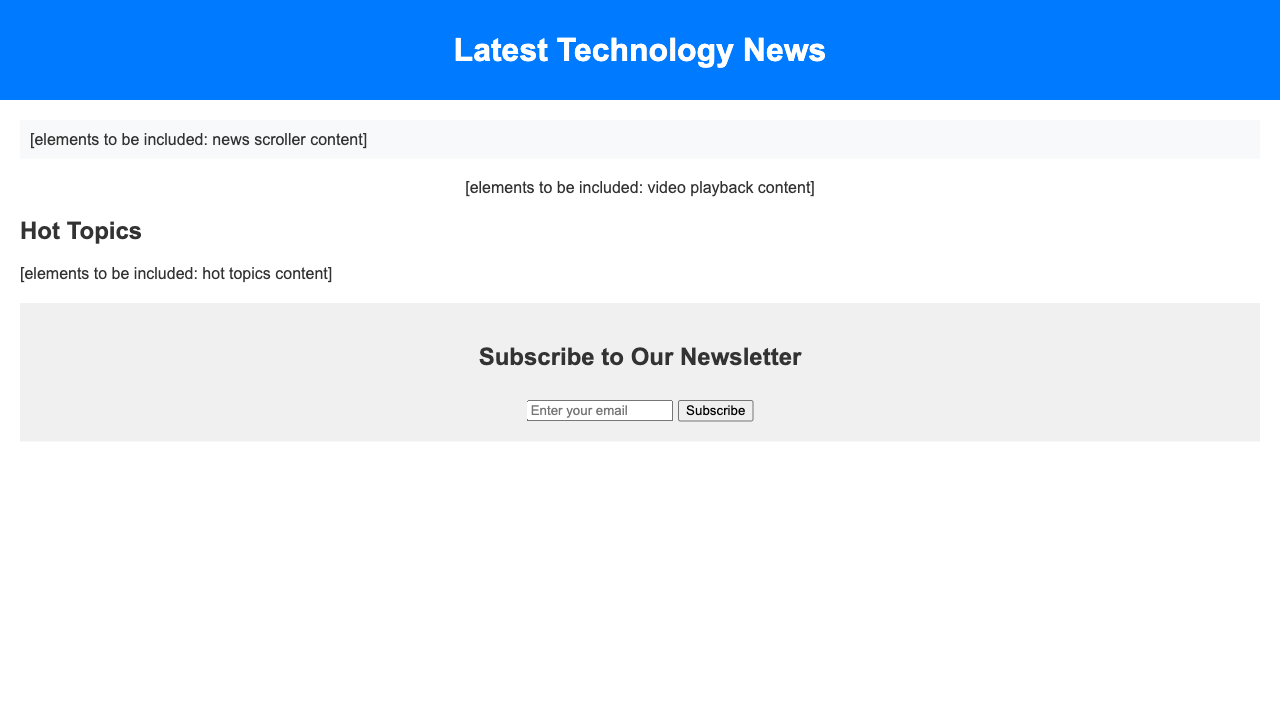 Latest Technology News
[elements to be included: news scroller content]
[elements to be included: video playback content]
Hot Topics
[elements to be included: hot topics content]
Subscribe to Our Newsletter
Enter your email Subscribe